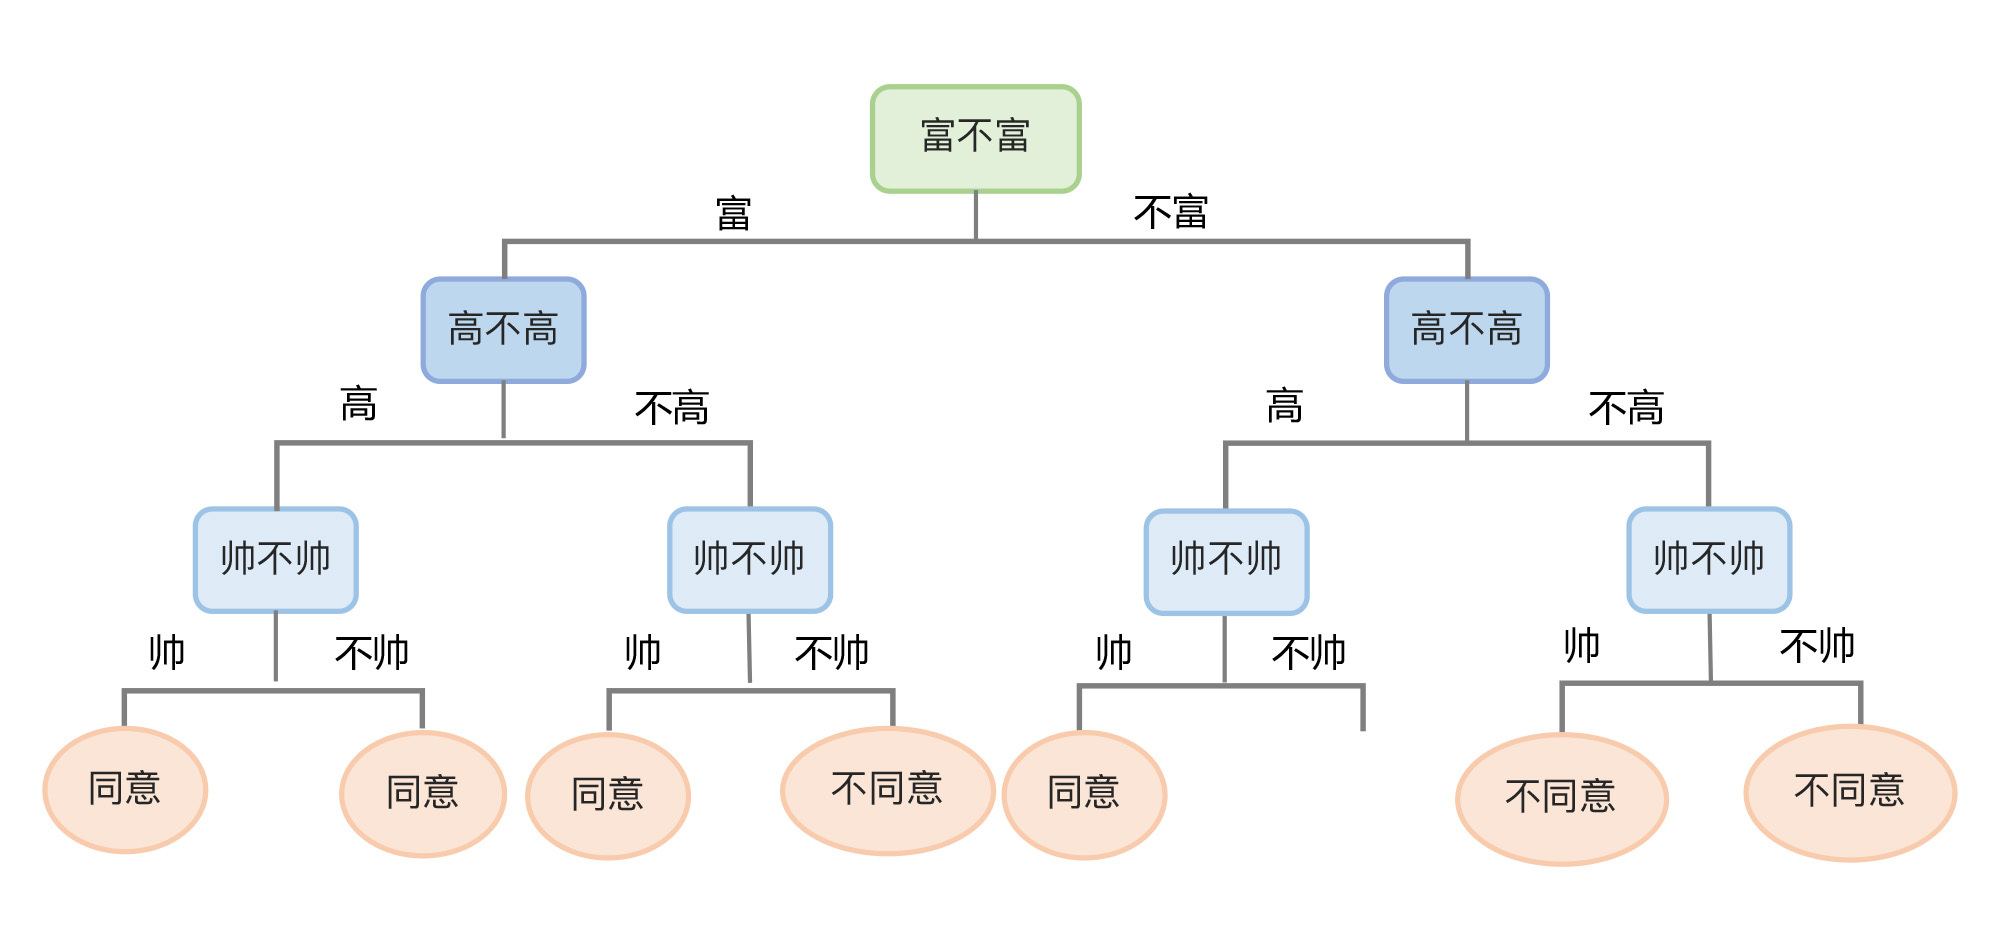 富不富
富
不富
高不高
高不高
高
不高
高
不高
帅不帅
帅不帅
帅不帅
帅不帅
帅
不帅
帅
不帅
帅
不帅
帅
不帅
同意
同意
同意
不同意
同意
不同意
不同意